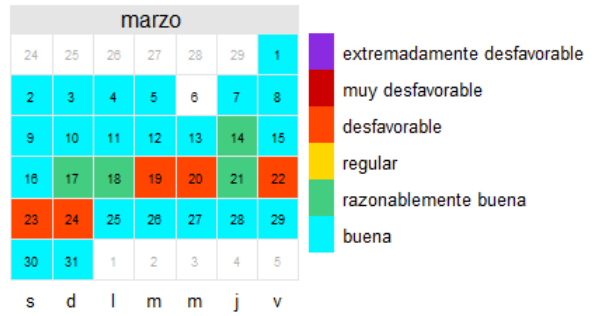 marzo
24 25 26 27 28 29 1
2 3 4 5 6 7 8
9 10 11 12 13 14 15
16 17 18 19 20 21 22
23 24 25 26 27 28 29
30 31 1 2 3 4 5
s d l m m j v
extremadamente desfavorable
muy desfavorable
desfavorable
regular
razonablemente buena
buena